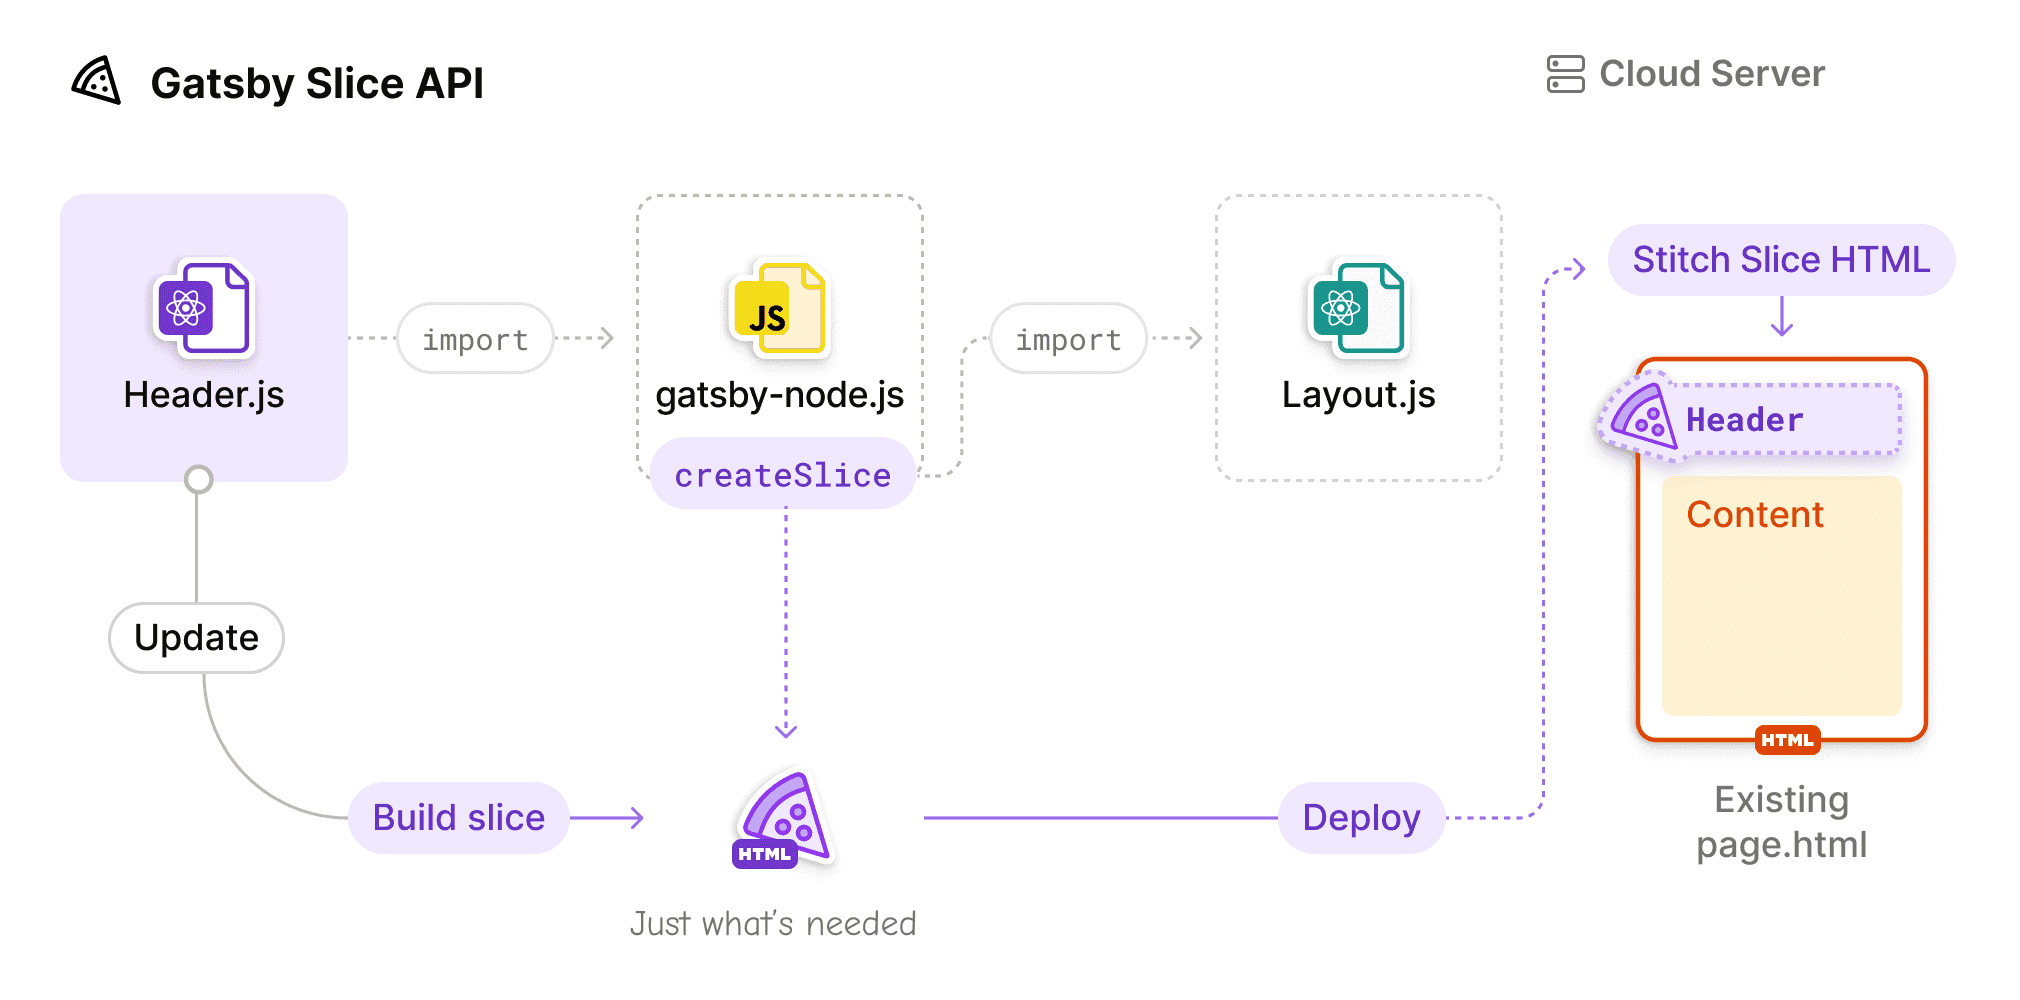 Gatsby Slice API
Cloud Server
Header.js
import
JS
gatsby-node.js
createSlice
import
Layout.js
Stitch Slice HTML
Header
Content
HTML
Existing
page.html
Update
Build slice
HTML
Just what's needed
Deploy